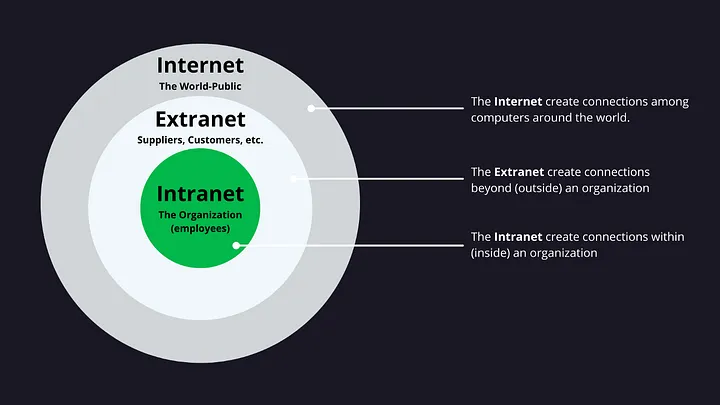 Internet
The World-Public
Extranet
Suppliers, Customers, etc.
Intranet
The Organization
(employees)
The Internet create connections among
computers around the world.
The Extranet create connections
beyond (outside) an organization
The Intranet create connections within
(inside) an organization